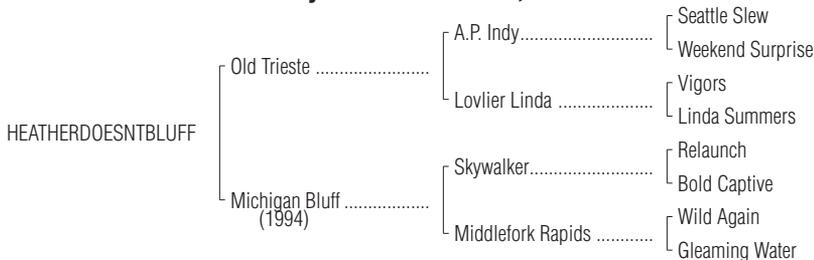 Seattle Slew
A.P. Indy............................
Weekend Surprise
Old Trieste ........................
Vigors
Lovlier Linda ....................
Linda Summers
HEATHERDOESNTBLUFF
Relaunch
Skywalker..........................
Bold Captive
Michigan Bluff ..................
(1994)
Wild Again
Middlefork Rapids ............
Gleaming Water